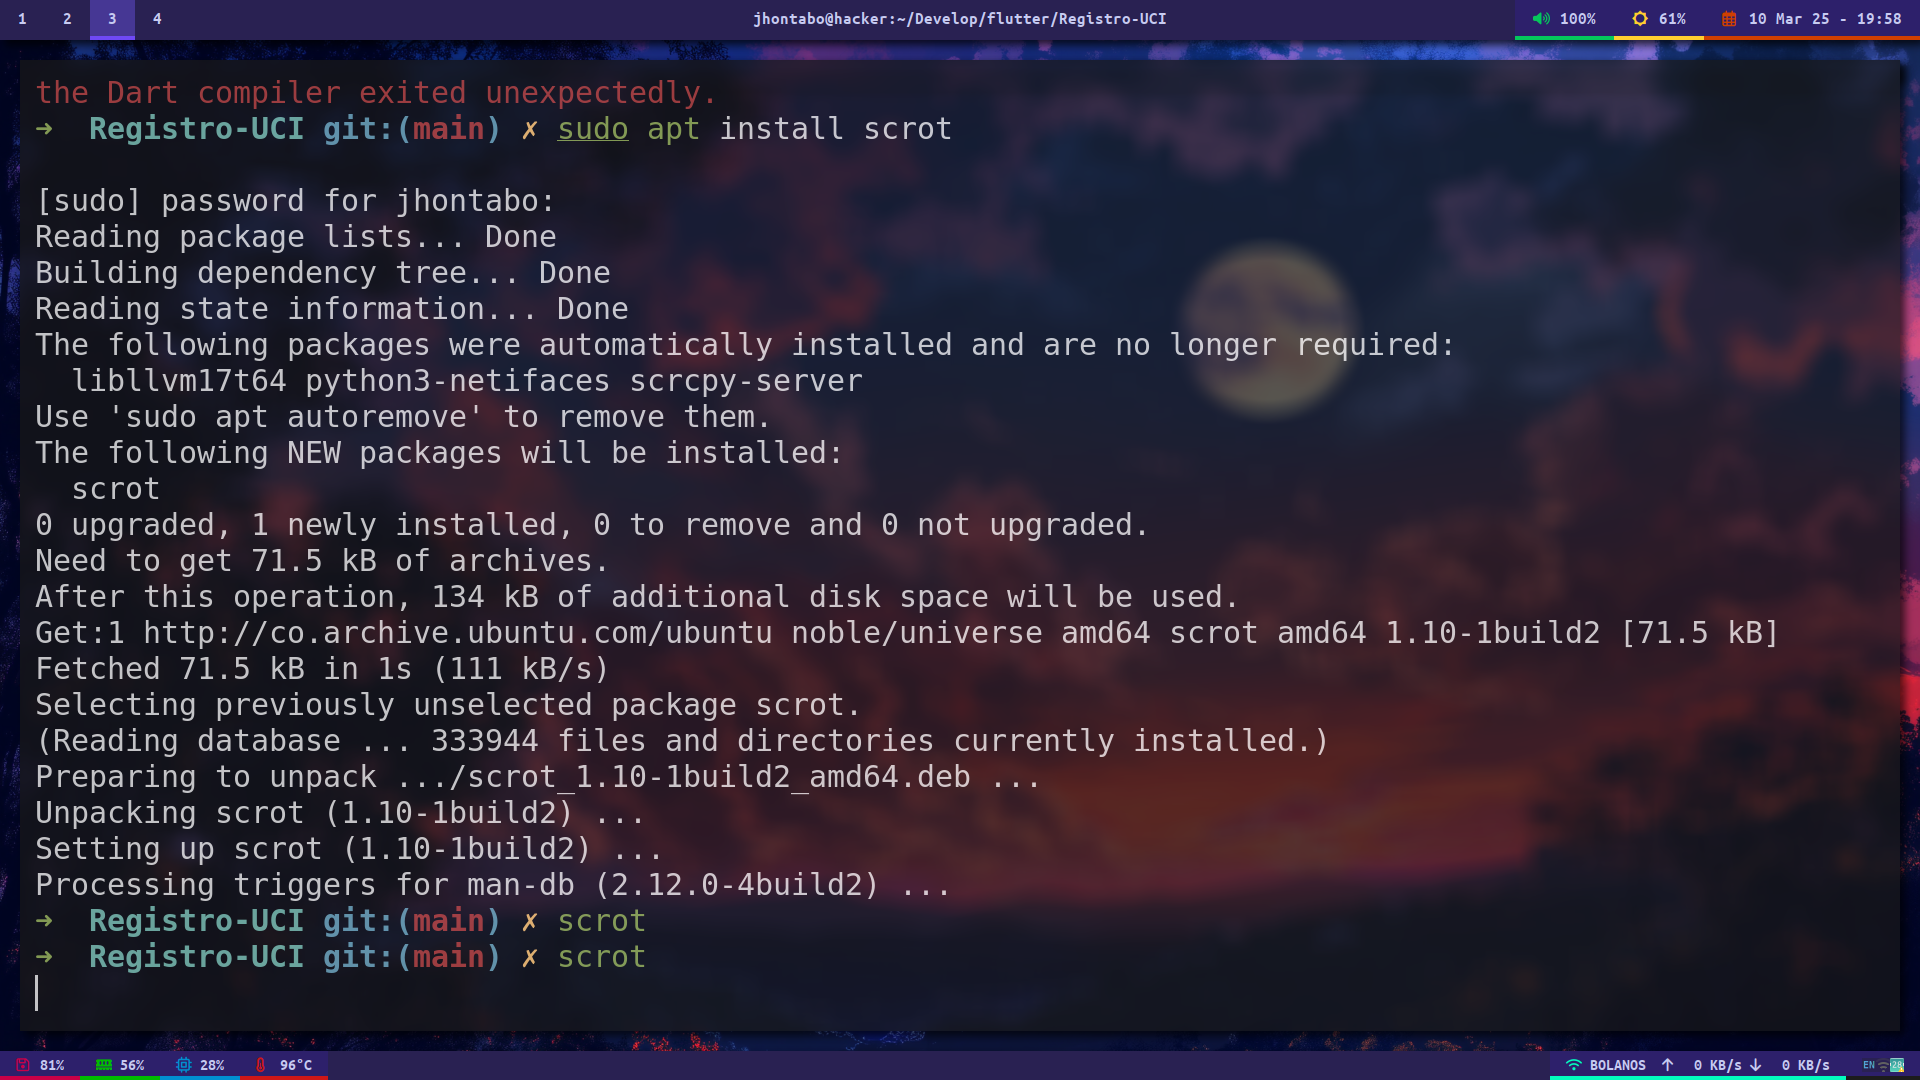 1 2 3 4 jhontabo@hacker:~/Develop/flutter/Registro-UCI 100% 61% 10 Mar 25 - 19:58
the Dart compiler exited unexpectedly.
➜  Registro-UCI git:(main) ✗ sudo apt install scrot
[sudo] password for jhontabo:
Reading package lists... Done
Building dependency tree... Done
Reading state information... Done
The following packages were automatically installed and are no longer required:
  libllvm17t64 python3-netifaces scrcpy-server
Use 'sudo apt autoremove' to remove them.
The following NEW packages will be installed:
  scrot
0 upgraded, 1 newly installed, 0 to remove and 0 not upgraded.
Need to get 71.5 kB of archives.
After this operation, 134 kB of additional disk space will be used.
Get:1 http://co.archive.ubuntu.com/ubuntu noble/universe amd64 scrot amd64 1.10-1build2 [71.5 kB]
Fetched 71.5 kB in 1s (111 kB/s)
Selecting previously unselected package scrot.
(Reading database ... 333944 files and directories currently installed.)
Preparing to unpack .../scrot_1.10-1build2_amd64.deb ...
Unpacking scrot (1.10-1build2) ...
Setting up scrot (1.10-1build2) ...
Processing triggers for man-db (2.12.0-4build2) ...
➜  Registro-UCI git:(main) ✗ scrot
➜  Registro-UCI git:(main) ✗ scrot
81% 56% 28% 96°C BOLANOS ↑ 0 KB/s ↓ 0 KB/s EN 28